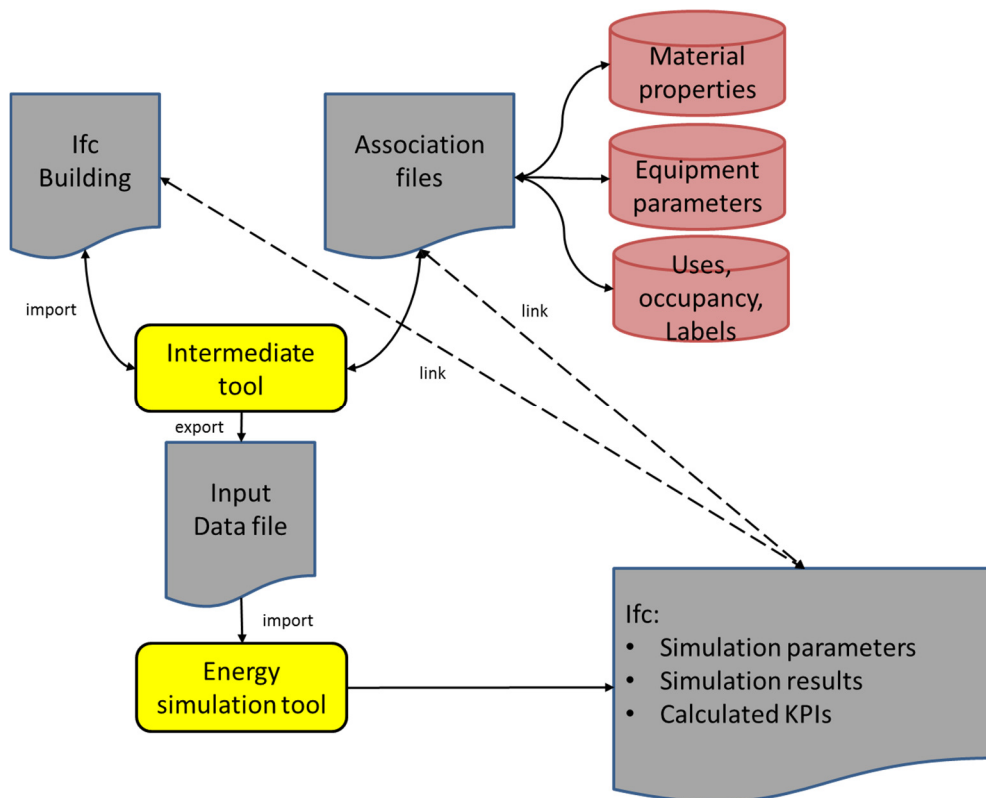 Material
properties
Ifc
Building
Association
files
Equipment
parameters
Uses,
occupancy,
Labels
import
link
link
Intermediate
tool
export
Input
Data file
import
Energy
simulation tool
Ifc:
• Simulation parameters
• Simulation results
• Calculated KPIs